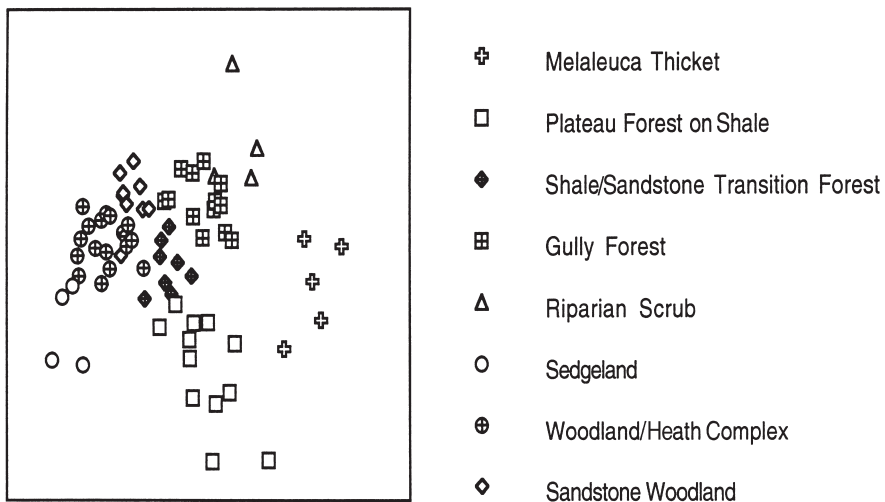 Melaleuca Thicket
Plateau Forest on Shale
Shale/Sandstone Transition Forest
Gully Forest
Riparian Scrub
Sedgeland
Woodland/Heath Complex
Sandstone Woodland